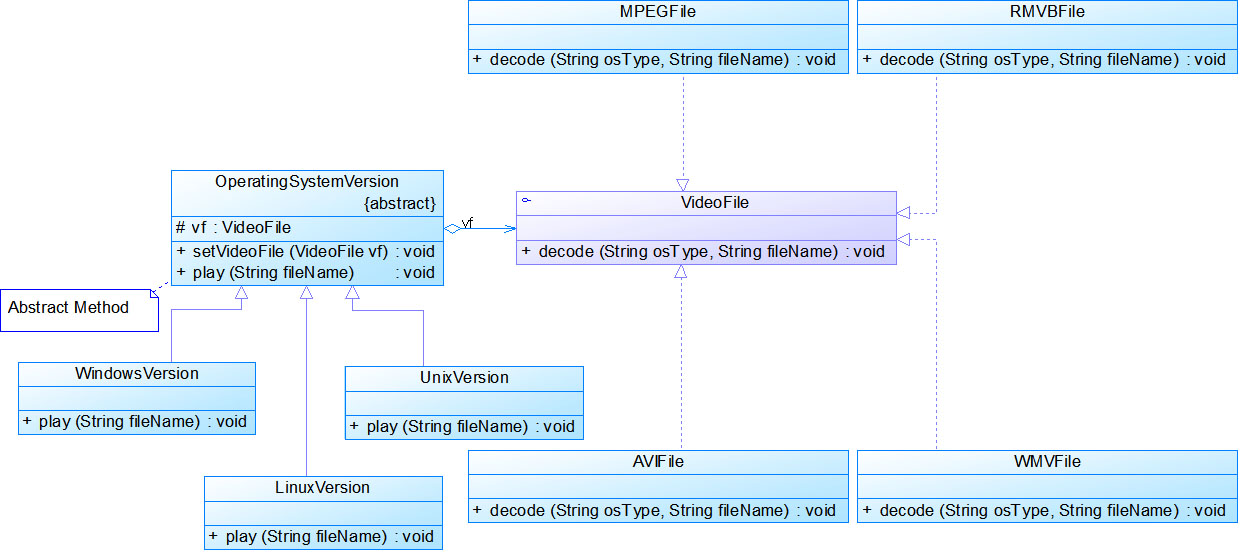 MPEGFile
+ decode (String osType, String fileName) : void
RMVBFile
+ decode (String osType, String fileName) : void
OperatingSystemVersion
{abstract}
# vf : VideoFile
+ setVideoFile (VideoFile vf) : void
+ play (String fileName) : void
vf
VideoFile
+ decode (String osType, String fileName) : void
Abstract Method
WindowsVersion
+ play (String fileName) : void
UnixVersion
+ play (String fileName) : void
LinuxVersion
+ play (String fileName) : void
AVIFile
+ decode (String osType, String fileName) : void
WMVFile
+ decode (String osType, String fileName) : void